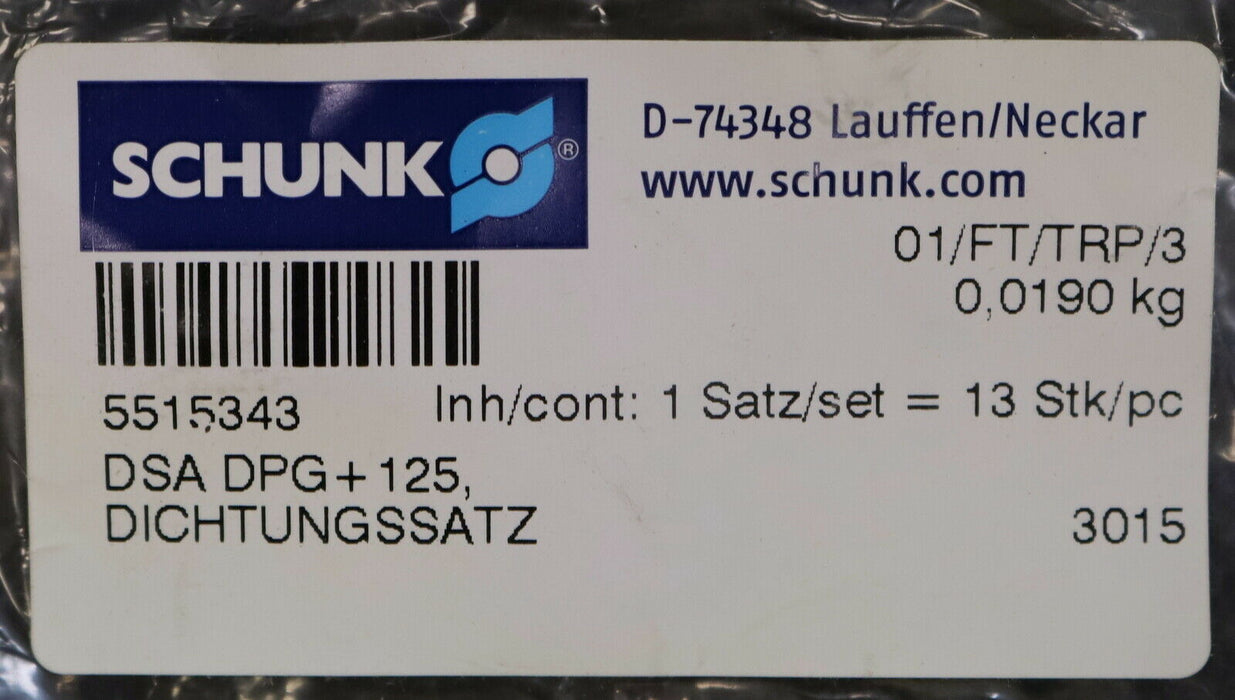 SCHUNK ®
D-74348 Lauffen/Neckar
www.schunk.com
01/FT/TRP/3
0,0190 kg
5515343
Inh/cont: 1 Satz/set = 13 Stk/pc
DSA DPG+125,
DICHTUNGSSATZ
3015